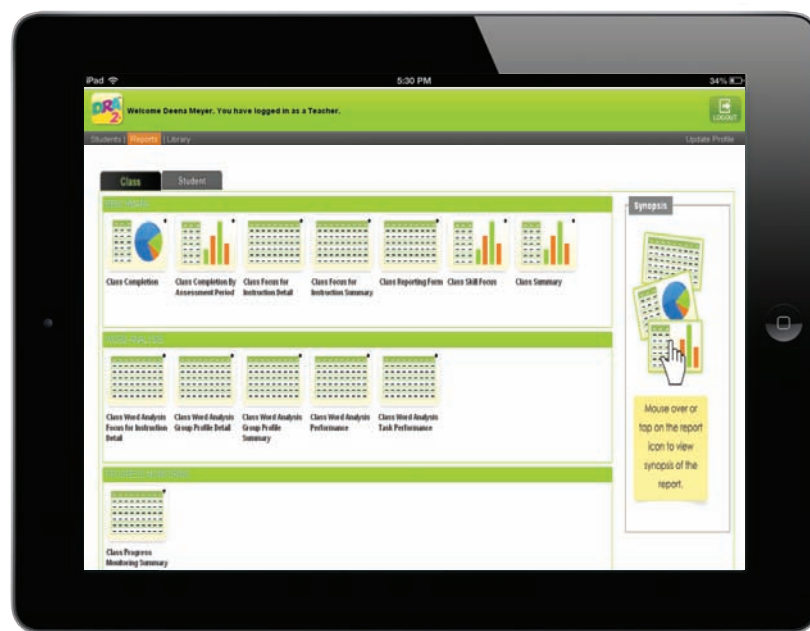 iPad
5:30 PM
34%
DRA
2+
Welcome Deena Meyer. You have logged in as a Teacher.
LOGOUT
Students | Reports | Library
Update Profile
Class
Student
Synopsis
Class Completion
Class Completion By
Assessment Period
Class Focus for
Instruction Detail
Class Focus for
Instruction Summary
Class Reporting Form
Class Skill Focus
Class Summary
WORD ANALYSIS
Class Word Analysis
Focus for Instruction
Detail
Class Word Analysis
Group Profile Detail
Class Word Analysis
Group Profile
Summary
Class Word Analysis
Performance
Class Word Analysis
Task Performance
PROGRESS MONITORING
Class Progress
Monitoring Summary
Mouse over or
tap on the report
icon to view
synopsis of the
report.